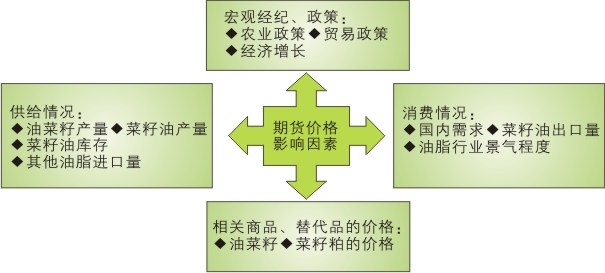 宏观经纪、政策：
◆农业政策◆贸易政策
◆经济增长
供给情况：
◆油菜籽产量◆菜籽油产量
◆菜籽油库存
◆其他油脂进口量
期货价格
影响因素
消费情况：
◆国内需求◆菜籽油出口量
◆油脂行业景气程度
相关商品、替代品的价格：
◆油菜籽◆菜籽粕的价格